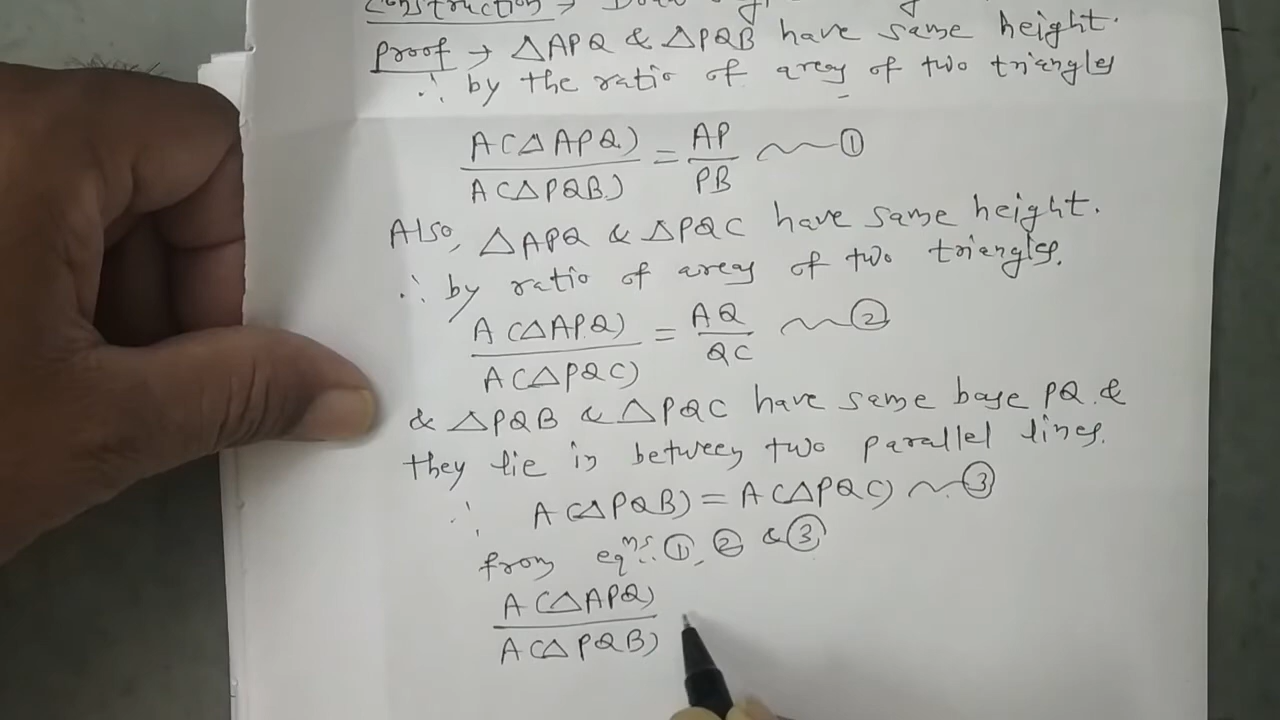 Construction →
Proof → △APQ & △PQB have same height.
∴ by the ratio of areas of two triangles
A(△APQ) / A(△PQB) = AP / PB ~ ①
Also, △APQ & △PQC have same height.
∴ by ratio of areas of two triangles.
A(△APQ) / A(△PQC) = AQ / QC ~ ②
& △PQB & △PQC have same base PQ &
they lie in between two parallel lines.
∴ A(△PQB) = A(△PQC) ~ ③
from eqns. ①, ② & ③
A(△APQ) / A(△PQB)